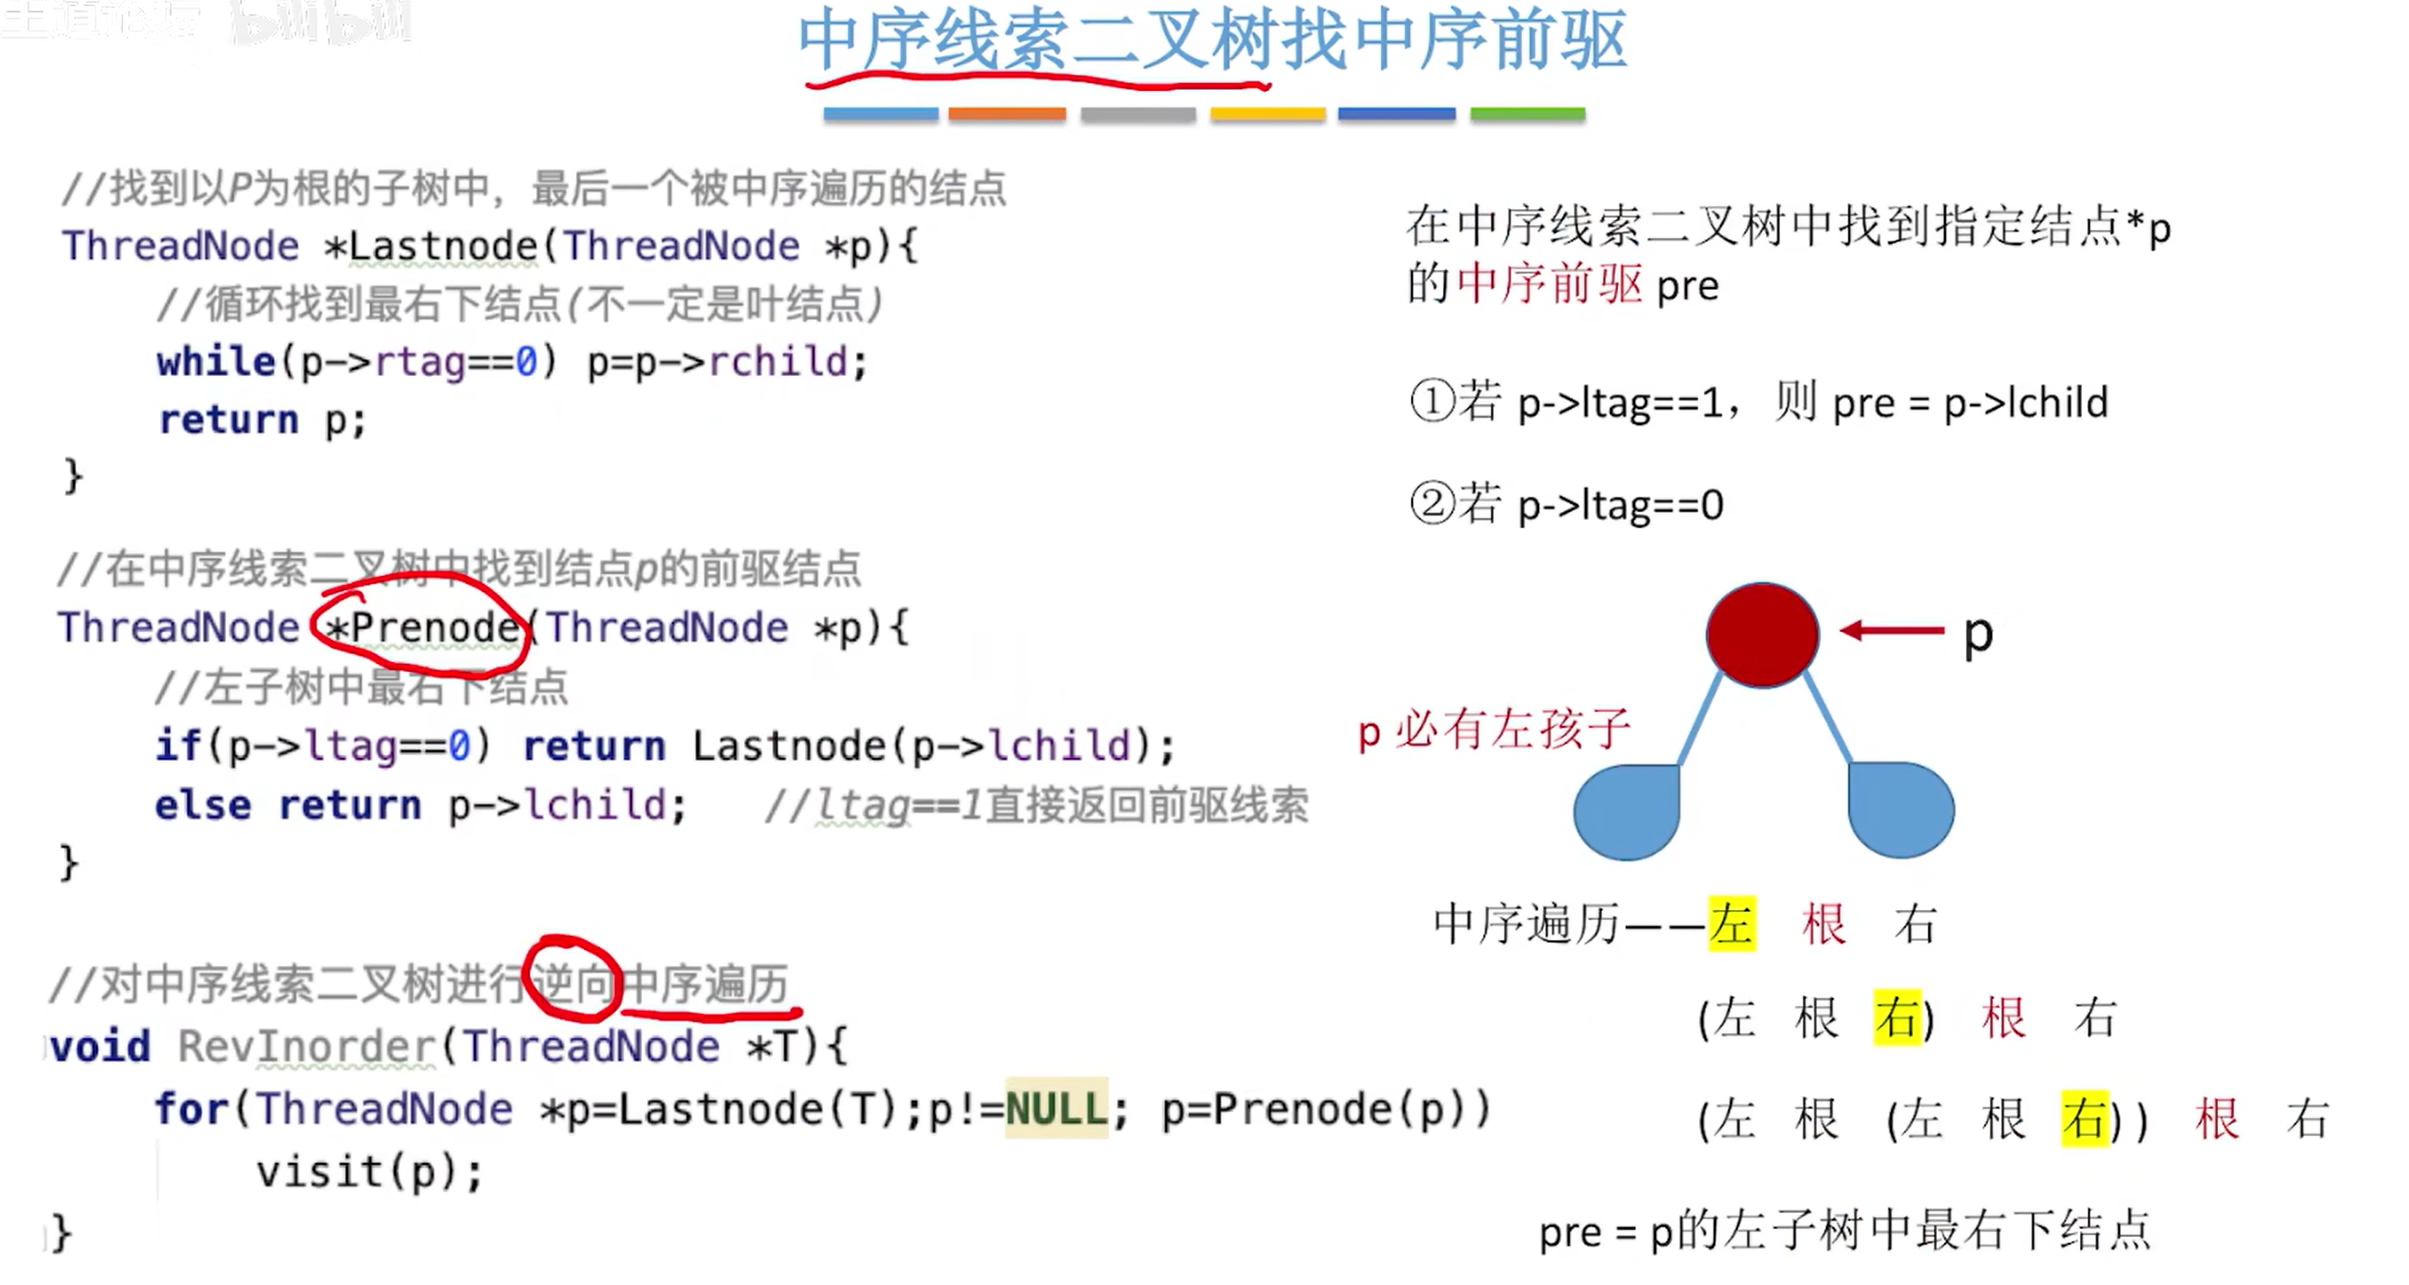 王道论坛 bilibili
中序线索二叉树找中序前驱
//找到以P为根的子树中，最后一个被中序遍历的结点
ThreadNode *Lastnode(ThreadNode *p){
//循环找到最右下结点(不一定是叶结点)
while(p->rtag==0) p=p->rchild;
return p;
}
//在中序线索二叉树中找到结点p的前驱结点
ThreadNode *Prenode(ThreadNode *p){
//左子树中最右下结点
if(p->ltag==0) return Lastnode(p->lchild);
else return p->lchild; //ltag==1直接返回前驱线索
}
//对中序线索二叉树进行逆向中序遍历
void RevInorder(ThreadNode *T){
for(ThreadNode *p=Lastnode(T);p!=NULL; p=Prenode(p))
visit(p);
}
在中序线索二叉树中找到指定结点*p
的中序前驱 pre
①若 p->ltag==1，则 pre = p->lchild
②若 p->ltag==0
p
p 必有左孩子
中序遍历——左 根 右
(左 根 右) 根 右
(左 根 (左 根 右)) 根 右
pre = p的左子树中最右下结点